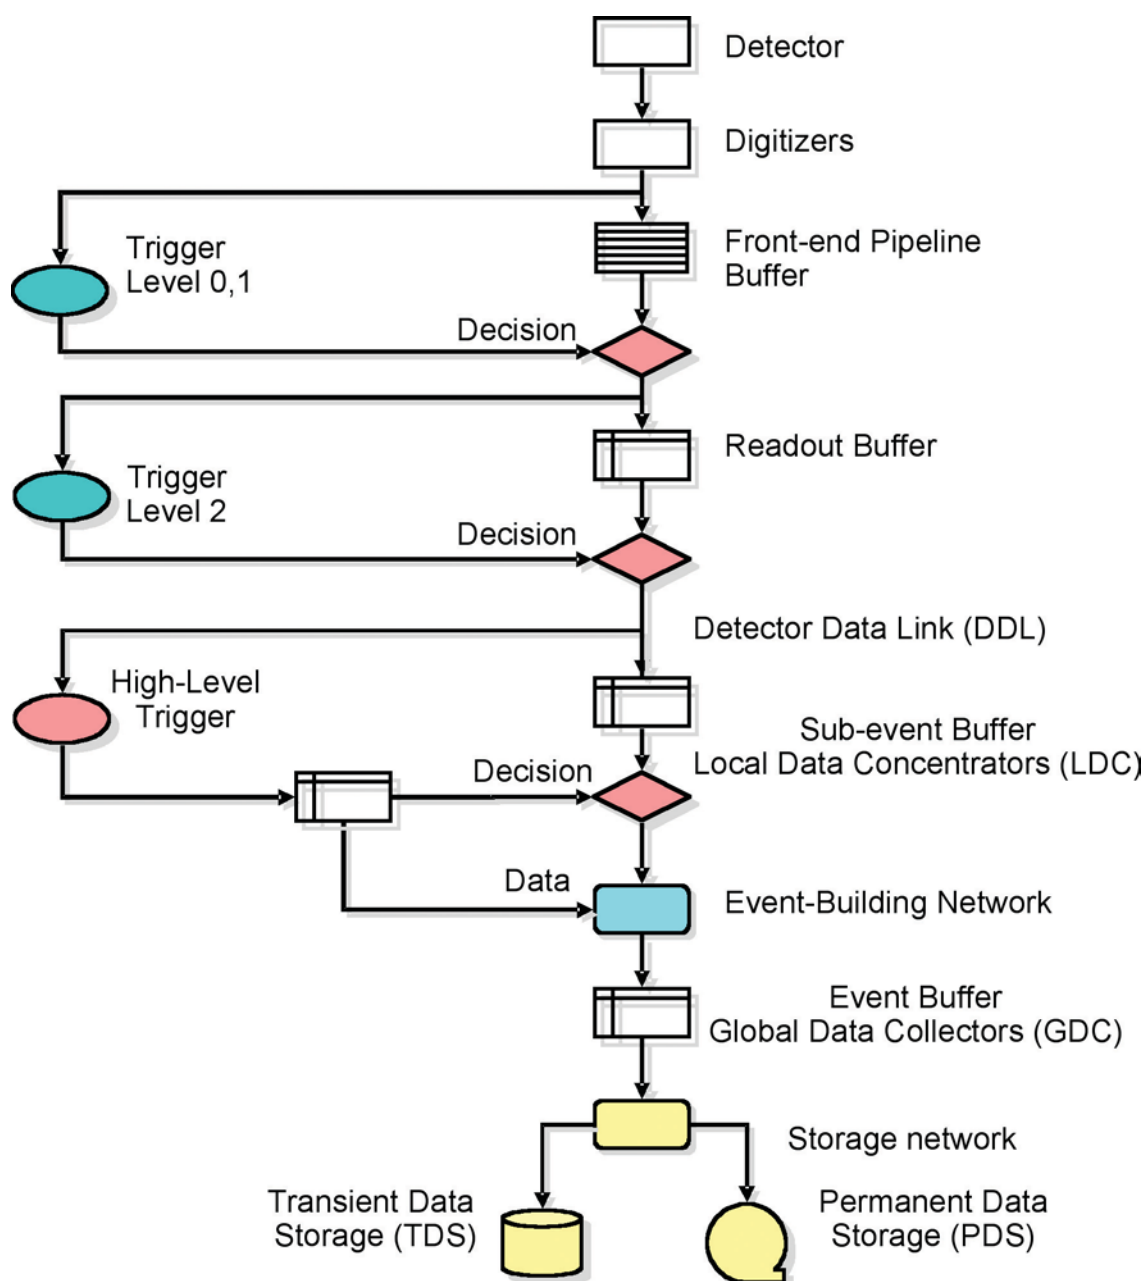 Detector
Digitizers
Trigger
Level 0,1
Front-end Pipeline
Buffer
Decision
Trigger
Level 2
Readout Buffer
Decision
Detector Data Link (DDL)
High-Level
Trigger
Sub-event Buffer
Local Data Concentrators (LDC)
Decision
Data
Event-Building Network
Event Buffer
Global Data Collectors (GDC)
Storage network
Transient Data
Storage (TDS)
Permanent Data
Storage (PDS)